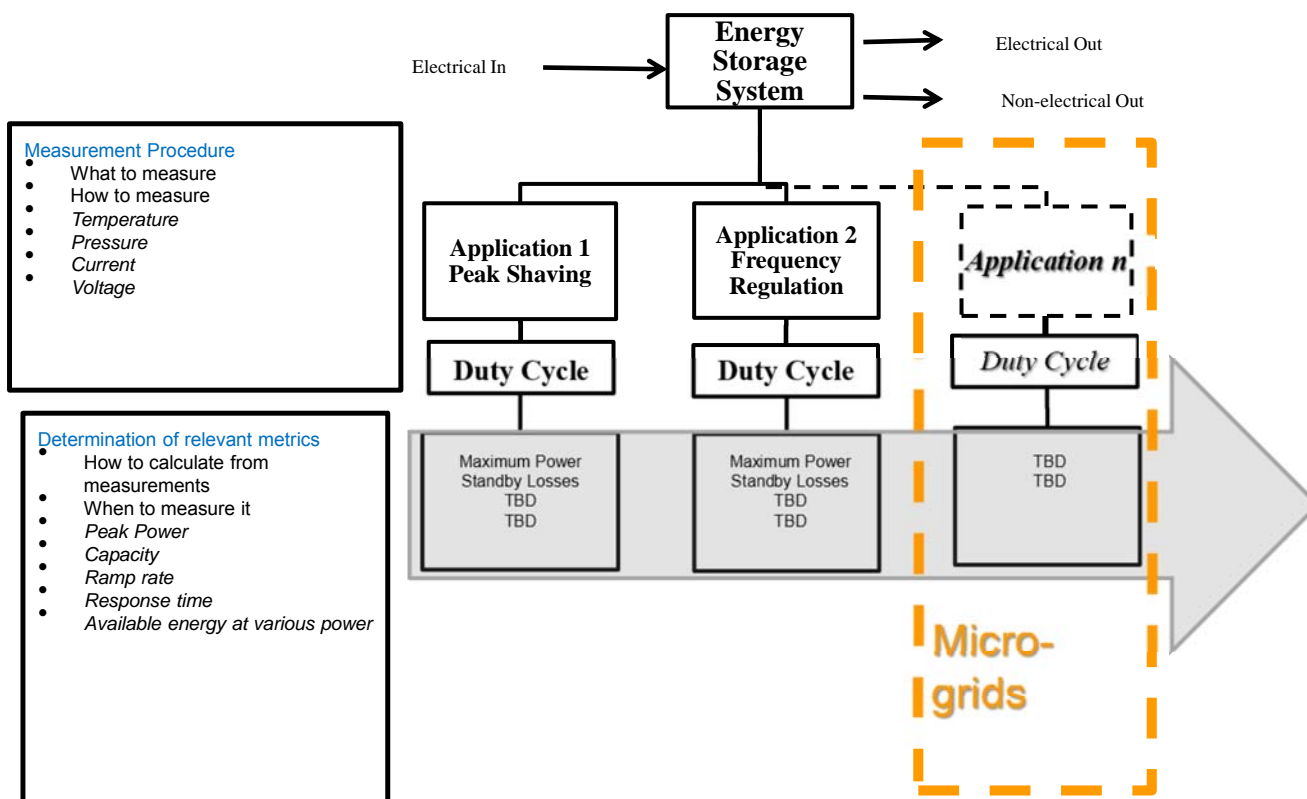 Energy
Storage
System
Electrical In
Electrical Out
Non-electrical Out
Measurement Procedure
• What to measure
• How to measure
• Temperature
• Pressure
• Current
• Voltage
Application 1
Peak Shaving
Application 2
Frequency
Regulation
Application n
Duty Cycle
Duty Cycle
Duty Cycle
Determination of relevant metrics
• How to calculate from
measurements
• When to measure it
• Peak Power
• Capacity
• Ramp rate
• Response time
• Available energy at various power
Maximum Power
Standby Losses
TBD
TBD
Maximum Power
Standby Losses
TBD
TBD
TBD
TBD
Micro-
grids